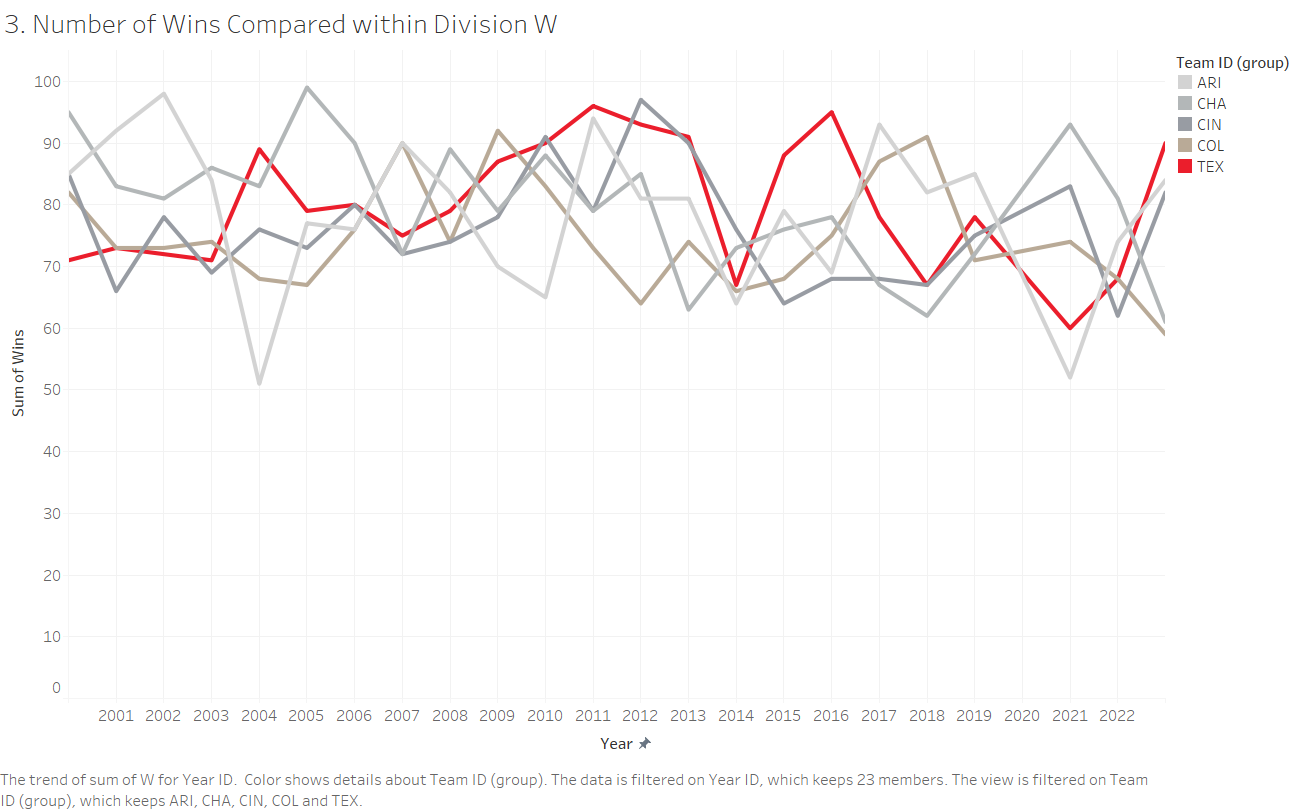 3. Number of Wins Compared within Division W
Team ID (group)
ARI
CHA
CIN
COL
TEX
100
90
80
70
60
50
40
30
20
10
0
Sum of Wins
2001 2002 2003 2004 2005 2006 2007 2008 2009 2010 2011 2012 2013 2014 2015 2016 2017 2018 2019 2020 2021 2022
Year
The trend of sum of W for Year ID.  Color shows details about Team ID (group). The data is filtered on Year ID, which keeps 23 members. The view is filtered on Team
ID (group), which keeps ARI, CHA, CIN, COL and TEX.